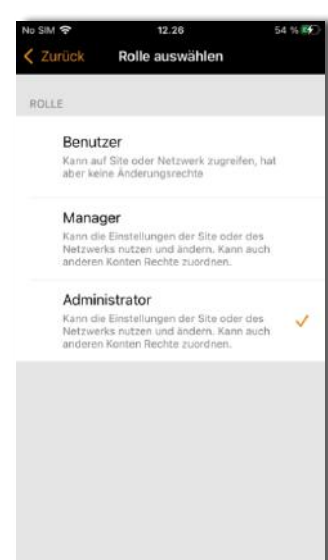 No SIM 12.26 54 %
Zurück Rolle auswählen
ROLLE
Benutzer
Kann auf Site oder Netzwerk zugreifen, hat
aber keine Änderungsrechte
Manager
Kann die Einstellungen der Site oder des
Netzwerks nutzen und ändern. Kann auch
anderen Konten Rechte zuordnen.
Administrator
Kann die Einstellungen der Site oder des
Netzwerks nutzen und ändern. Kann auch
anderen Konten Rechte zuordnen.